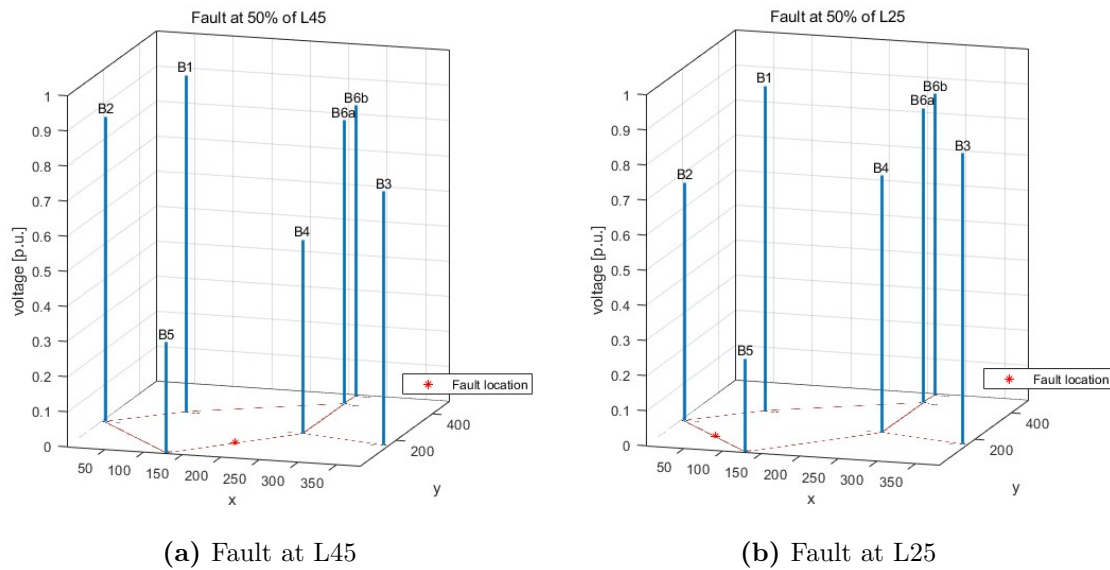 Fault at 50% of L45
B1
B2
B6b
B6a
B3
B4
B5
1
0.9
0.8
0.7
0.6
0.5
0.4
0.3
0.2
0.1
0
voltage [p.u.]
50
100
150
200
250
300
350
x
200
400
y
Fault location
(a) Fault at L45
Fault at 50% of L25
B1
B6b
B6a
B3
B4
B2
B5
1
0.9
0.8
0.7
0.6
0.5
0.4
0.3
0.2
0.1
0
voltage [p.u.]
50
100
150
200
250
300
350
x
200
400
y
Fault location
(b) Fault at L25